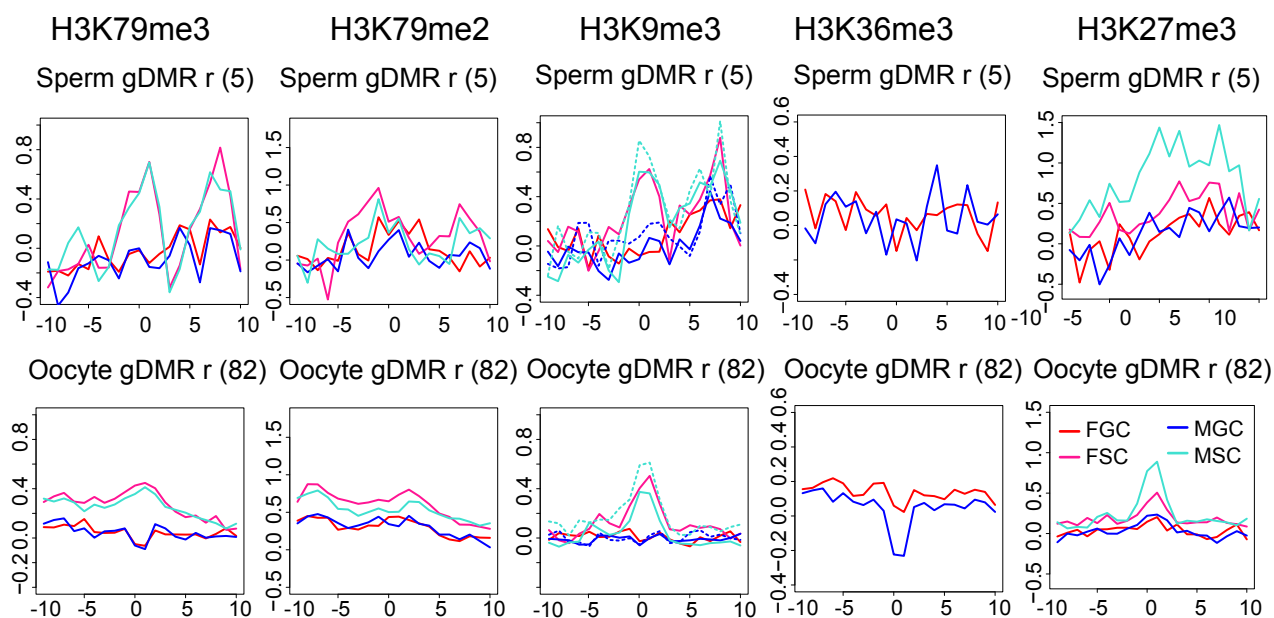 H3K79me3 H3K79me2 H3K9me3 H3K36me3 H3K27me3
Sperm gDMR r (5) Sperm gDMR r (5) Sperm gDMR r (5) Sperm gDMR r (5) Sperm gDMR r (5)
-0.4 0.0 0.4 0.8
-0.5 0.0 0.5 1.0 1.5
-0.4 0.0 0.4 0.8
-0.4 -0.2 0.0 0.2 0.4 0.6
-0.5 0.0 0.5 1.0 1.5
-10 -5 0 5 10 -10 -5 0 5 10 -10 -5 0 5 10 -10 -5 0 5 10 -10 -5 0 5 10
Oocyte gDMR r (82) Oocyte gDMR r (82) Oocyte gDMR r (82) Oocyte gDMR r (82) Oocyte gDMR r (82)
-0.2 0.0 0.4 0.8
-0.5 0.0 0.5 1.0 1.5
0.0 0.4 0.8
-0.4 -0.2 0.0 0.2 0.4 0.6
-0.5 0.0 0.5 1.0 1.5
FGC MGC
FSC MSC
-10 -5 0 5 10 -10 -5 0 5 10 -10 -5 0 5 10 -10 -5 0 5 10 -10 -5 0 5 10